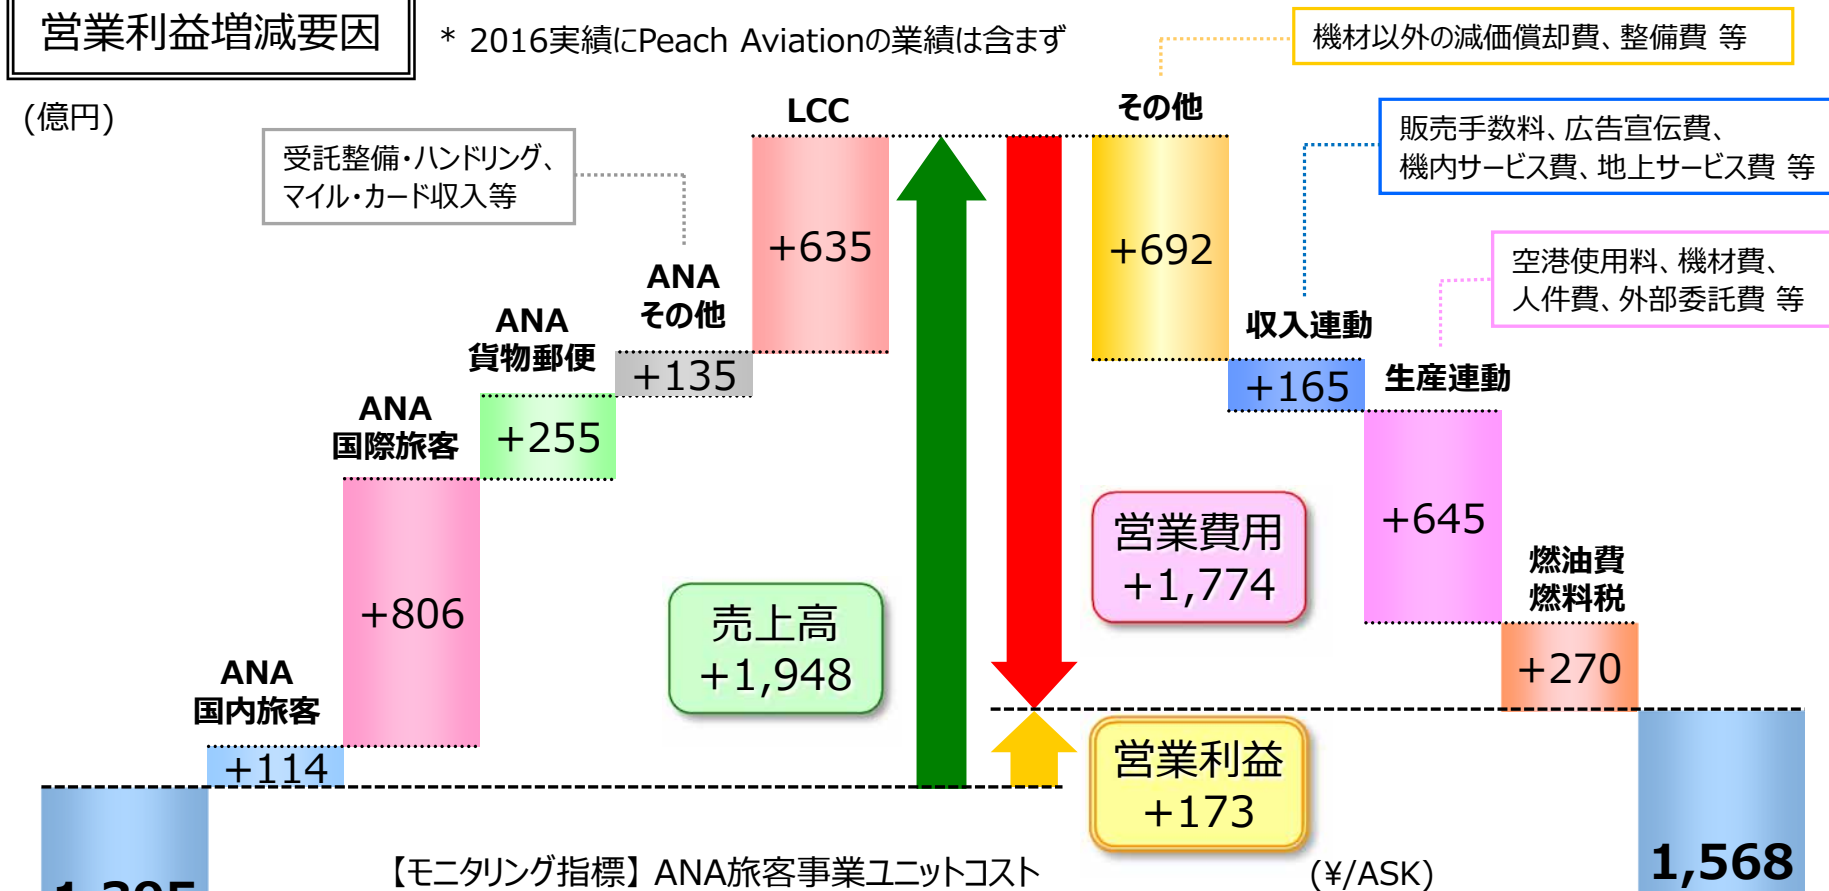 営業利益増減要因
* 2016実績にPeach Aviationの業績は含まず
(億円)
機材以外の減価償却費、整備費 等
LCC
その他
販売手数料、広告宣伝費、
機内サービス費、地上サービス費 等
受託整備・ハンドリング、
マイル・カード収入等
+635
+692
空港使用料、機材費、
人件費、外部委託費 等
ANA
その他
+135
収入連動
+165
ANA
貨物郵便
+255
生産連動
+645
ANA
国際旅客
+806
営業費用
+1,774
燃油費
燃料税
+270
売上高
+1,948
ANA
国内旅客
+114
営業利益
+173
1,568
【モニタリング指標】ANA旅客事業ユニットコスト
(¥/ASK)